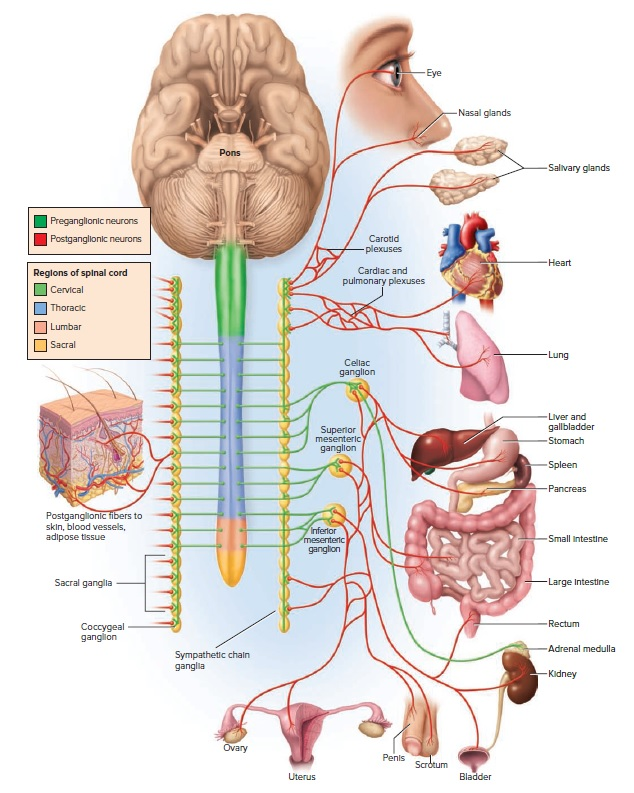 Eye
Nasal glands
Pons
Salivary glands
Preganglionic neurons
Postganglionic neurons
Carotid
plexuses
Regions of spinal cord
Cervical
Thoracic
Lumbar
Sacral
Cardiac and
pulmonary plexuses
Heart
Lung
Celiac
ganglion
Liver and
gallbladder
Stomach
Superior
mesenteric
ganglion
Spleen
Pancreas
Postganglionic fibers to
skin, blood vessels,
adipose tissue
Inferior
mesenteric
ganglion
Small intestine
Sacral ganglia
Large intestine
Coccygeal
ganglion
Rectum
Sympathetic chain
ganglia
Adrenal medulla
Kidney
Ovary
Uterus
Penis
Scrotum
Bladder